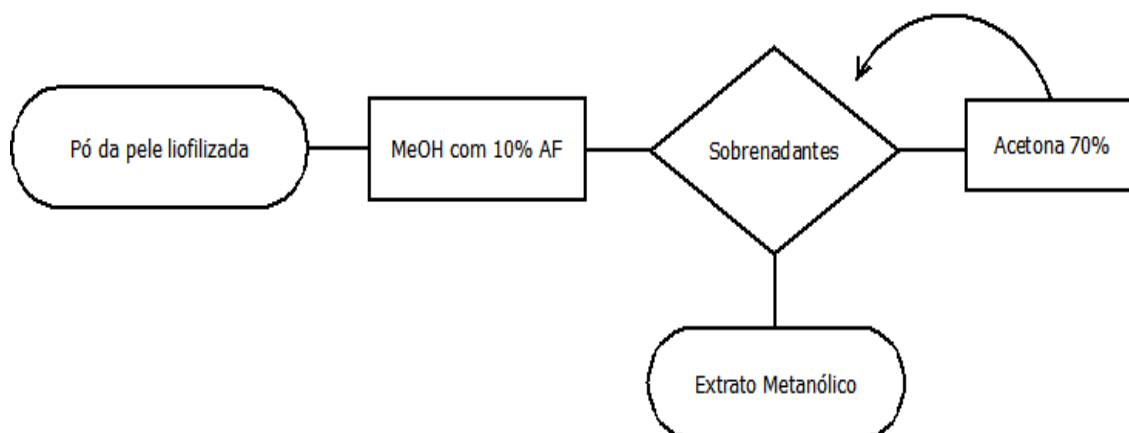 Pó da pele liofilizada
MeOH com 10% AF
Sobrenadantes
Acetona 70%
Extrato Metanólico